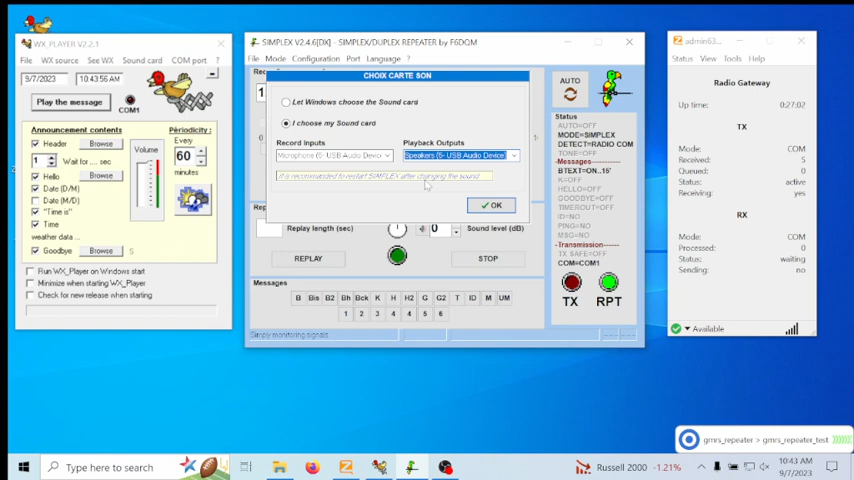 WX_PLAYER V2.2.1
File WX source See WX Sound card COM port ?
9/7/2023 10:43:56 AM
Play the message
COM1
Announcement contents
Header Browse
1 Wait for.... sec
Hello Browse
Date (D/M)
Date (M/D)
"Time is"
Time
weather data ...
Goodbye Browse 5
Volume
Périodicity :
Every
60
minutes
Run WX_Player on Windows start
Minimize when starting WX_Player
Check for new release when starting
SIMPLEX V2.4.6[DX] - SIMPLEX/DUPLEX REPEATER by F6DQM
File Mode Configuration Port Language ?
CHOIX CARTE SON
Let Windows choose the Sound card
I choose my Sound card
Record Inputs Playback Outputs
Microphone (6- USB Audio Device Speakers (6- USB Audio Device)
It is recommended to restart SIMPLEX after changing the sound
OK
Replay length (sec) 0 Sound level (dB)
REPLAY STOP
Messages
B Bis B2 Bh Bck K H H2 G G2 T ID M UM
1 2 3 4 5 6
Simply monitoring signals
AUTO
Status
AUTO=OFF
MODE=SIMPLEX
DETECT=RADIO COM
TONE=OFF
Messages
BTEXT=ON..15'
K=OFF
HELLO=OFF
GOODBYE=OFF
TIMEOUT=OFF
ID=NO
PING=NO
MSG=NO
Transmission
TX SAFE=OFF
COM=COM1
TX RPT
admin63...
Status View Tools Help
Radio Gateway
Up time: 0:27:02
TX
Mode: COM
Received: 5
Queued: 0
Status: active
Receiving: yes
RX
Mode: COM
Processed: 0
Status: waiting
Sending: no
Available
gmrs_repeater > gmrs_repeater_test
Type here to search
Russell 2000 -1.21%
10:43 AM
9/7/2023